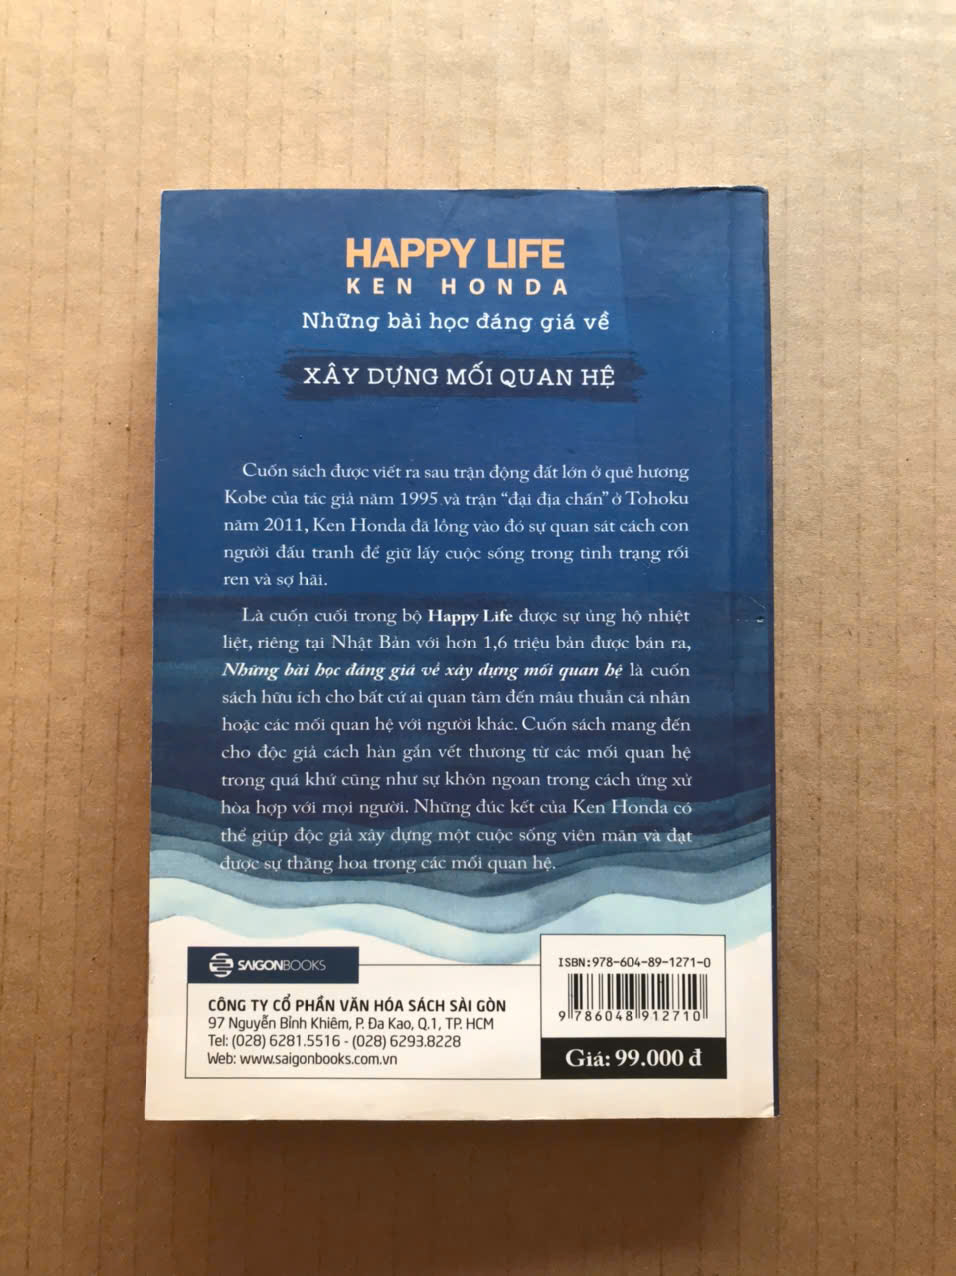 HAPPY LIFE
KEN HONDA
Những bài học đáng giá về
XÂY DỰNG MỐI QUAN HỆ
Cuốn sách được viết ra sau trận động đất lớn ở quê hương
Kobe của tác giả năm 1995 và trận “đại địa chấn” ở Tohoku
năm 2011, Ken Honda đã lồng vào đó sự quan sát cách con
người đấu tranh để giữ lấy cuộc sống trong tình trạng rối
ren và sợ hãi.
Là cuốn cuối trong bộ Happy Life được sự ủng hộ nhiệt
liệt, riêng tại Nhật Bản với hơn 1,6 triệu bản được bán ra,
Những bài học đáng giá về xây dựng mối quan hệ là cuốn
sách hữu ích cho bất cứ ai quan tâm đến mâu thuẫn cá nhân
hoặc các mối quan hệ với người khác. Cuốn sách mang đến
cho độc giả cách hàn gắn vết thương từ các mối quan hệ
trong quá khứ cũng như sự khôn ngoan trong cách ứng xử
hòa hợp với mọi người. Những đúc kết của Ken Honda có
thể giúp độc giả xây dựng một cuộc sống viên mãn và đạt
được sự thăng hoa trong các mối quan hệ.
SAIGONBOOKS
CÔNG TY CỔ PHẦN VĂN HÓA SÁCH SÀI GÒN
97 Nguyễn Bỉnh Khiêm, P. Đa Kao, Q.1, TP. HCM
Tel: (028) 6281.5516 - (028) 6293.8228
Web: www.saigonbooks.com.vn
ISBN: 978-604-89-1271-0
9 786048 912710
Giá: 99.000 đ